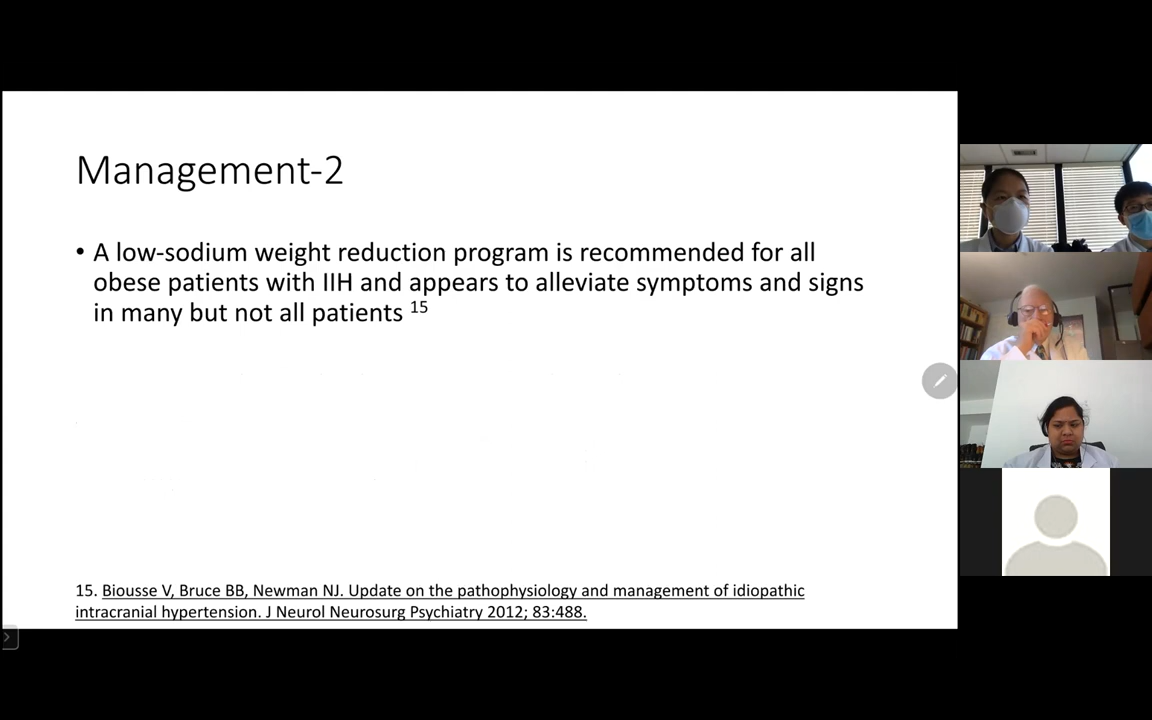 Management-2
• A low-sodium weight reduction program is recommended for all
obese patients with IIH and appears to alleviate symptoms and signs
in many but not all patients 15
15. Biousse V, Bruce BB, Newman NJ. Update on the pathophysiology and management of idiopathic
intracranial hypertension. J Neurol Neurosurg Psychiatry 2012; 83:488.